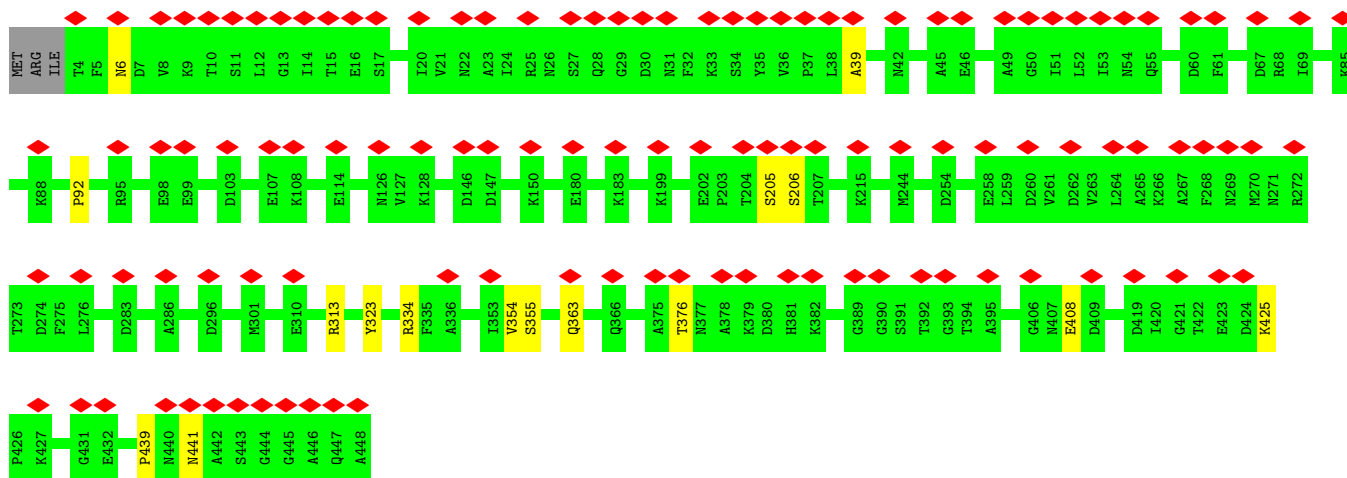 MET ARG ILE T4 F5 N6 D7 V8 K9 T10 S11 L12 G13 I14 T15 E16 S17 I20 V21 N22 A23 I24 R25 N26 S27 Q28 G29 D30 N31 F32 K33 S34 Y35 V36 P37 L38 A39 N42 A45 E46 A49 G50 I51 L52 I53 N54 Q55 D60 F61 D67 R68 I69 K85
K88 P92 R95 E98 E99 D103 E107 K108 E114 N126 V127 K128 D146 D147 K150 E180 K183 K199 E202 P203 T204 S205 S206 T207 K215 M244 D254 E258 L259 D260 V261 D262 V263 L264 A265 K266 A267 F268 N269 M270 N271 R272
T273 D274 F275 L276 D283 A286 D296 M301 E310 R313 Y323 R334 F335 A336 I353 V354 S355 Q363 Q366 A375 T376 N377 A378 K379 D380 H381 K382 G389 G390 S391 T392 G393 T394 A395 G406 N407 E408 D409 D419 I420 G421 T422 E423 D424 K425
P426 K427 G431 E432 P439 N440 N441 A442 S443 G444 G445 A446 Q447 A448